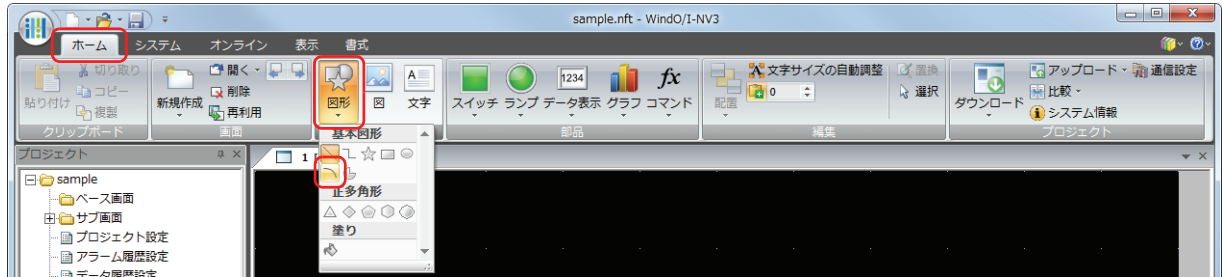 sample.nft - WindO/I-NV3
ホーム システム オンライン 表示 書式
貼り付け 切り取り コピー 複製
クリップボード
新規作成 開く 削除 再利用
画面
図形 図 文字
スイッチ ランプ データ表示 グラフ コマンド
1234 fx
部品
配置 文字サイズの自動調整 0 置換 選択
編集
ダウンロード アップロード 比較 システム情報 通信設定
プロジェクト
基本図形
正多角形
塗り
プロジェクト
1
sample
ベース画面
サブ画面
プロジェクト設定
アラーム履歴設定
データ履歴設定